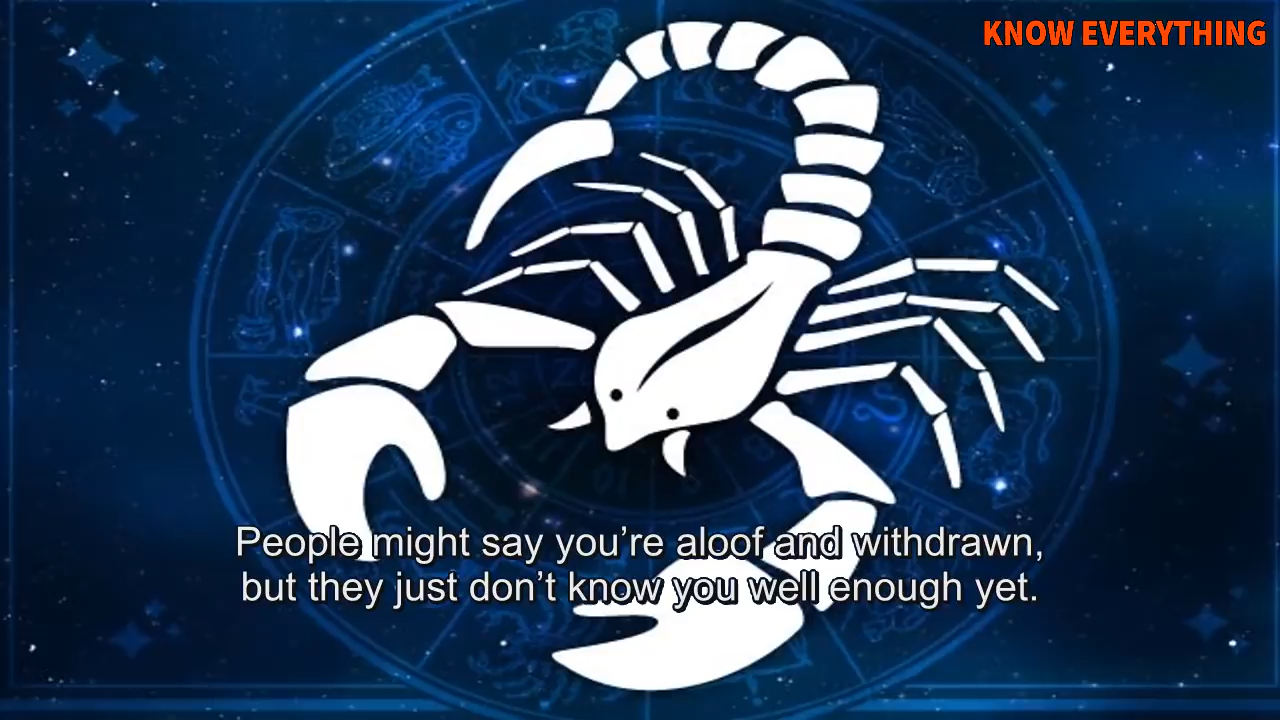 KNOW EVERYTHING
People might say you’re aloof and withdrawn,
but they just don’t know you well enough yet.